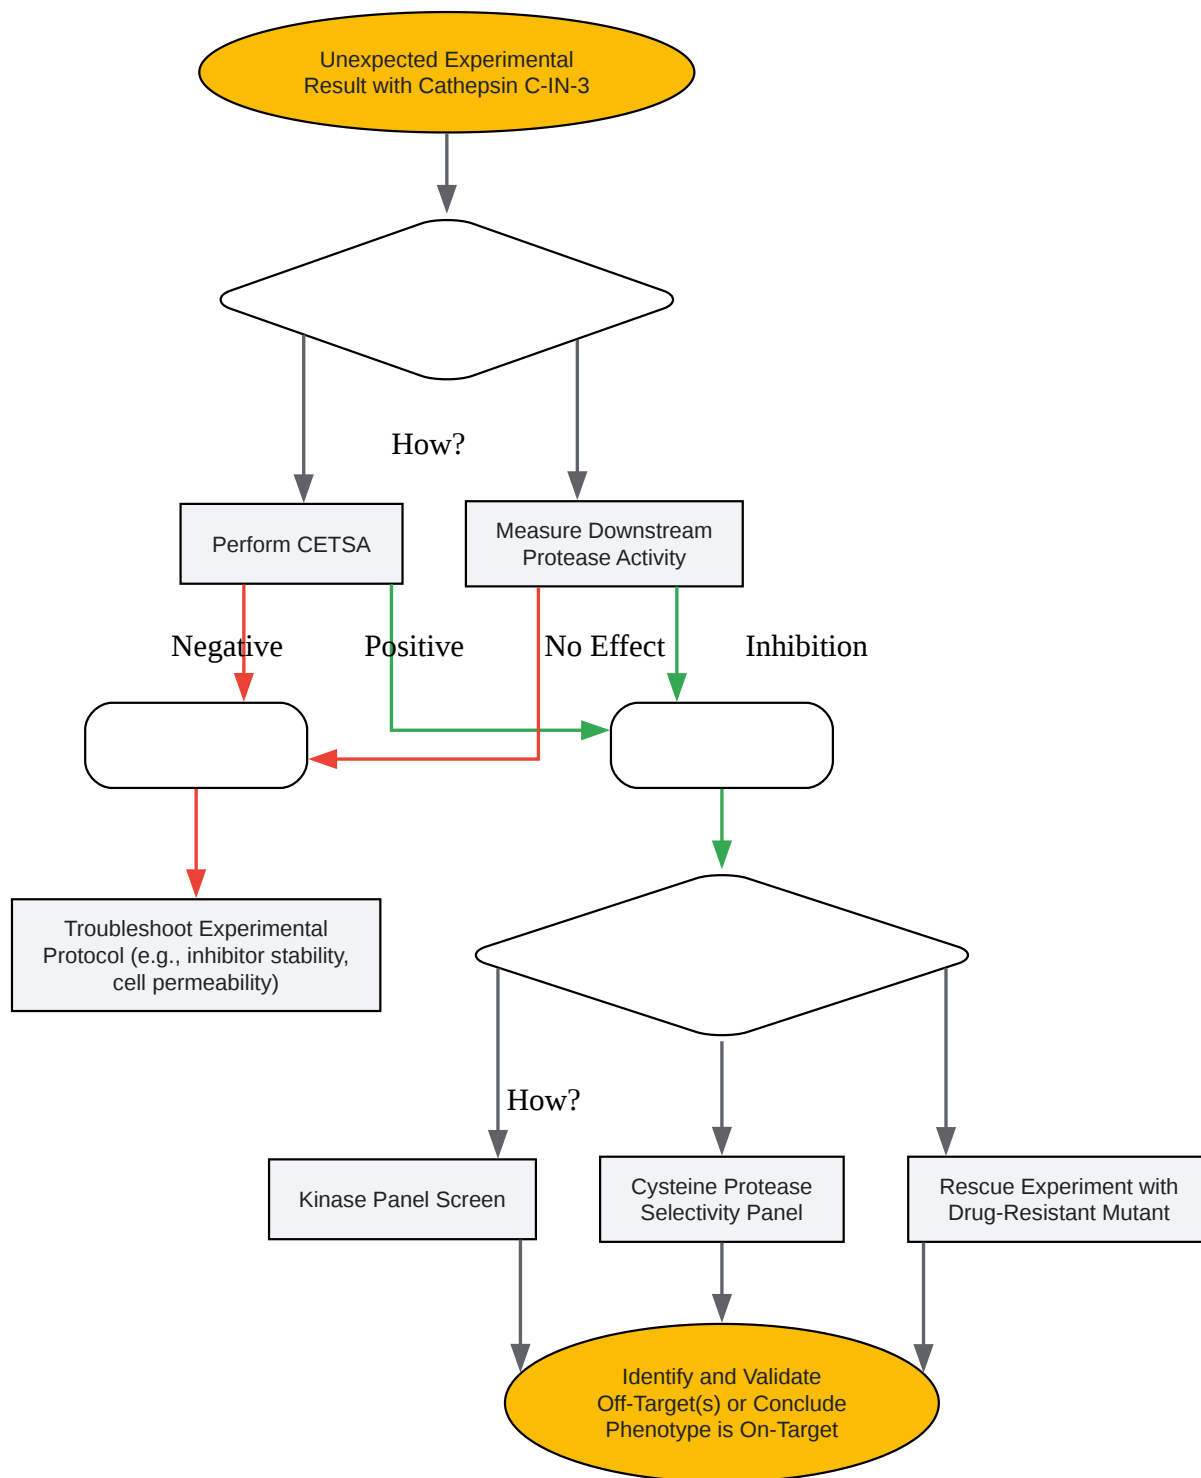 Unexpected Experimental
Result with Cathepsin C-IN-3
How?
Perform CETSA
Measure Downstream
Protease Activity
Negative
Positive
No Effect
Inhibition
Troubleshoot Experimental
Protocol (e.g., inhibitor stability,
cell permeability)
How?
Kinase Panel Screen
Cysteine Protease
Selectivity Panel
Rescue Experiment with
Drug-Resistant Mutant
Identify and Validate
Off-Target(s) or Conclude
Phenotype is On-Target